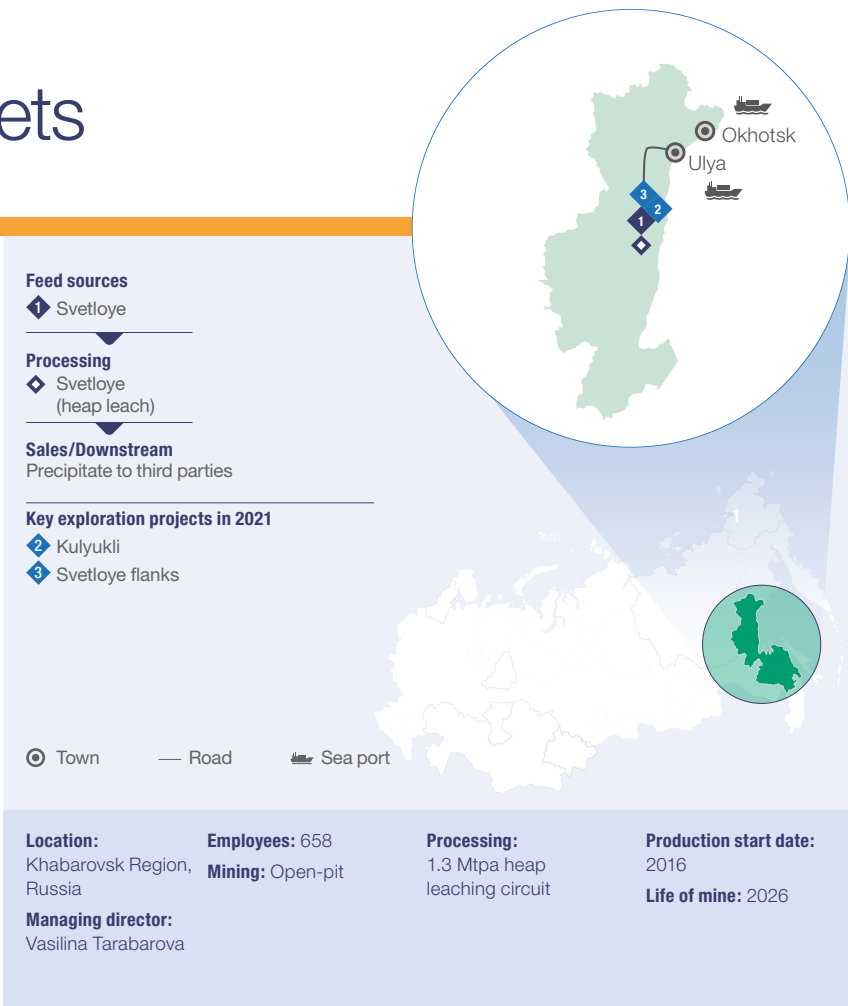 ets
Okhotsk
Ulya
3
2
1
Feed sources
1 Svetloye
Processing
Svetloye
(heap leach)
Sales/Downstream
Precipitate to third parties
Key exploration projects in 2021
2 Kulyukli
3 Svetloye flanks
1
Town
Road
Sea port
Location:
Khabarovsk Region,
Russia
Managing director:
Vasilina Tarabarova
Employees: 658
Mining: Open-pit
Processing:
1.3 Mtpa heap
leaching circuit
Production start date:
2016
Life of mine: 2026